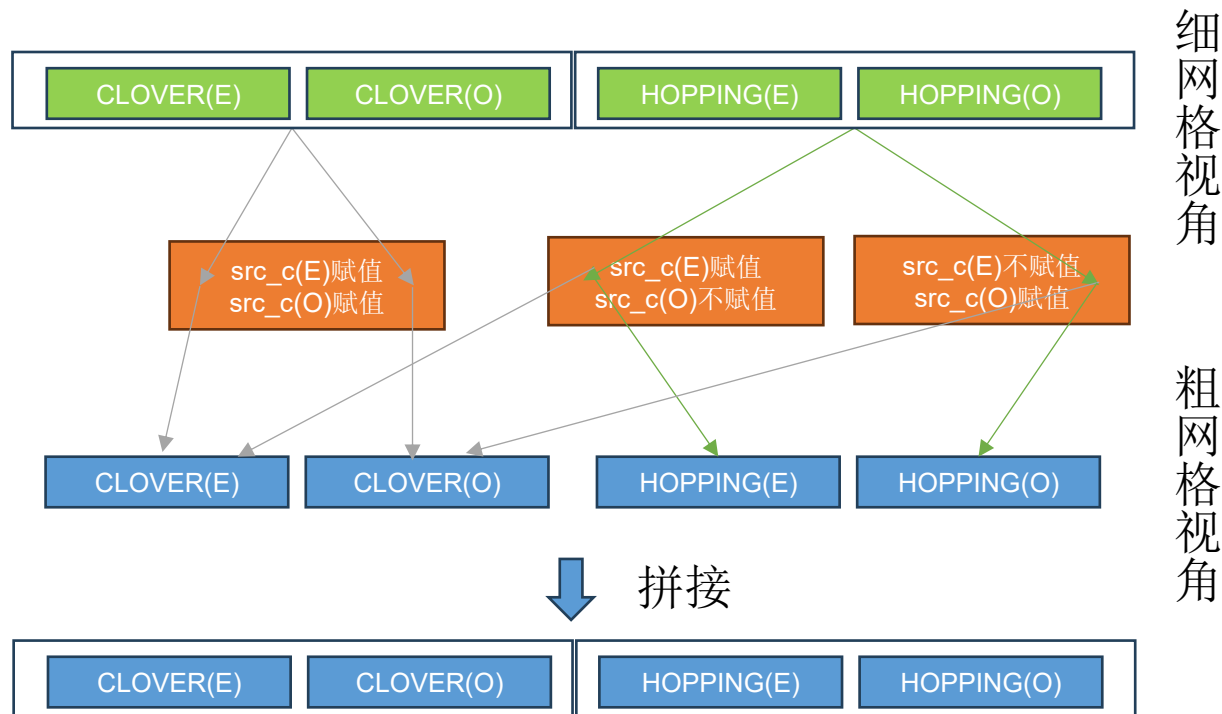 CLOVER(E)
CLOVER(O)
HOPPING(E)
HOPPING(O)
细网格视角
src_c(E)赋值
src_c(O)赋值
src_c(E)赋值
src_c(O)不赋值
src_c(E)不赋值
src_c(O)赋值
粗网格视角
CLOVER(E)
CLOVER(O)
HOPPING(E)
HOPPING(O)
拼接
CLOVER(E)
CLOVER(O)
HOPPING(E)
HOPPING(O)